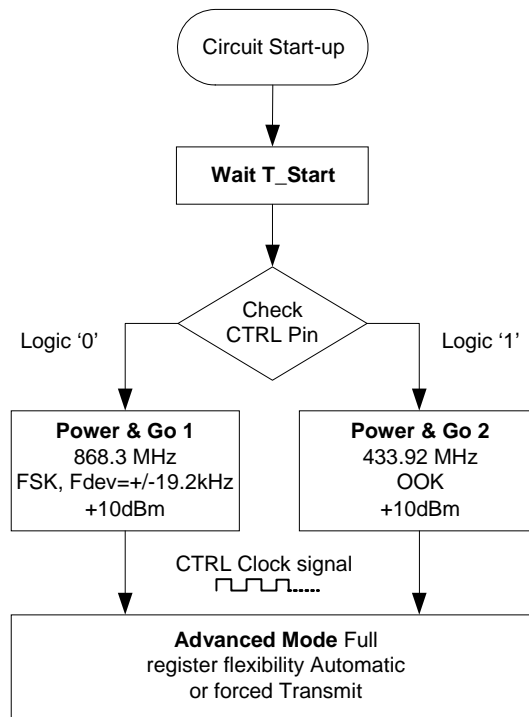 Circuit Start-up
Wait T_Start
Check
CTRL Pin
Logic ‘0’
Logic ‘1’
Power & Go 1
868.3 MHz
FSK, Fdev=+/-19.2kHz
+10dBm
Power & Go 2
433.92 MHz
OOK
+10dBm
CTRL Clock signal
Advanced Mode Full
register flexibility Automatic
or forced Transmit